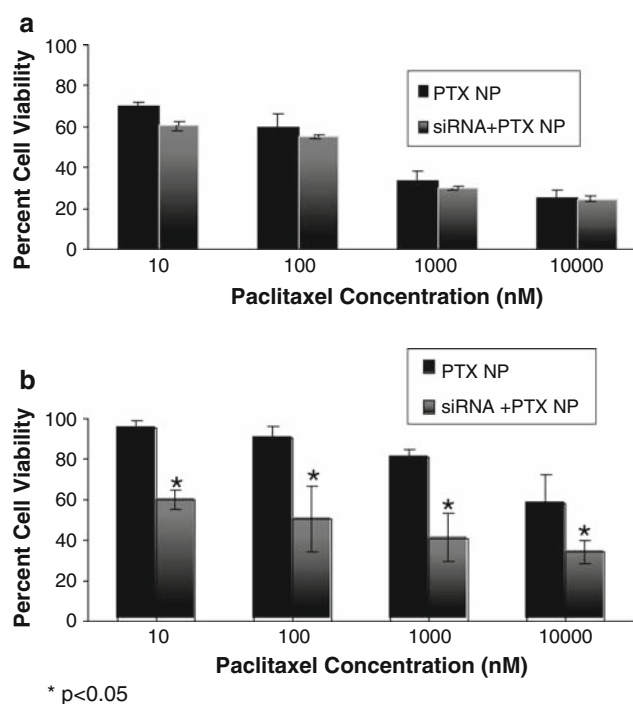 a
100
80
60
40
20
0
Percent Cell Viability
PTX NP
siRNA+PTX NP
10 100 1000 10000
Paclitaxel Concentration (nM)
b
100
80
60
40
20
0
Percent Cell Viability
PTX NP
siRNA +PTX NP
* * * *
10 100 1000 10000
Paclitaxel Concentration (nM)
* p<0.05